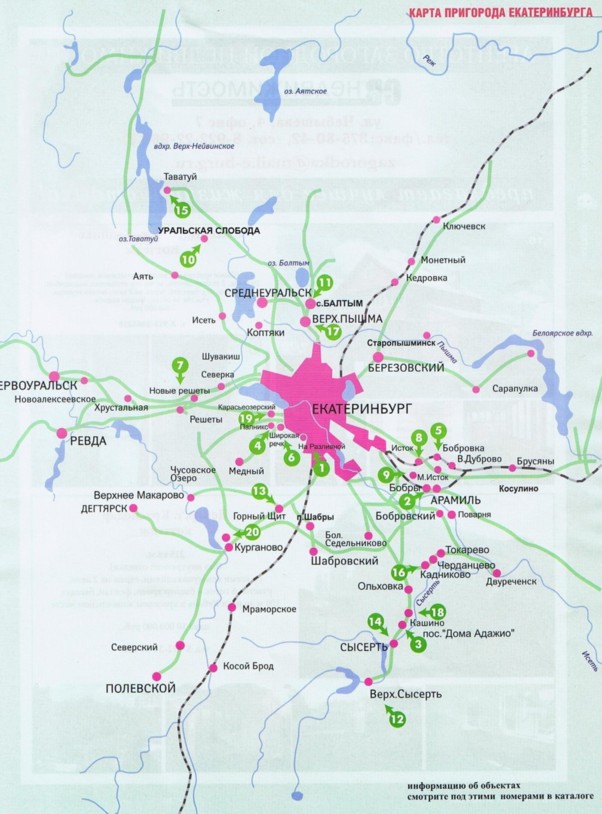 КАРТА ПРИГОРОДА ЕКАТЕРИНБУРГА
Реж
оз. Аятское
вдхр. Верх-Нейвинское
Таватуй
15
Ключевск
УРАЛЬСКАЯ СЛОБОДА
оз.Таватуй
10
Монетный
оз. Балтым
Аять
11
Кедровка
СРЕДНЕУРАЛЬСК
с.БАЛТЫМ
Исеть
ВЕРХ.ПЫШМА
Коптяки
17
Белоярское вдхр.
Старопышминск
Пышма
Шувакиш
7
БЕРЕЗОВСКИЙ
Северка
ЕРВОУРАЛЬСК
Новые решеты
Сарапулка
Новоалексеевское
Хрустальная
Карасьеозерский
ЕКАТЕРИНБУРГ
Решеты
19
Палникс
Широкая
речка
РЕВДА
4
6
На Разливной
1
8
5
Исток
Бобровка
В.Дуброво
Брусяны
Чусовское
Озеро
Медный
9
М.Исток
Бобры
Косулино
Верхнее Макарово
13
2
АРАМИЛЬ
ДЕГТЯРСК
Горный Щит
п.Шабры
Бобровский
Поварня
20
Бол.
Седельниково
Курганово
Шабровский
Токарево
Черданцево
16
Кадниково
Двуреченск
Ольховка
Сысерть
Мраморское
18
14
Кашино
пос."Дома Адажио"
Северский
СЫСЕРТЬ
3
Исеть
Косой Брод
ПОЛЕВСКОЙ
Верх.Сысерть
12
информацию об объектах
смотрите под этими номерами в каталоге